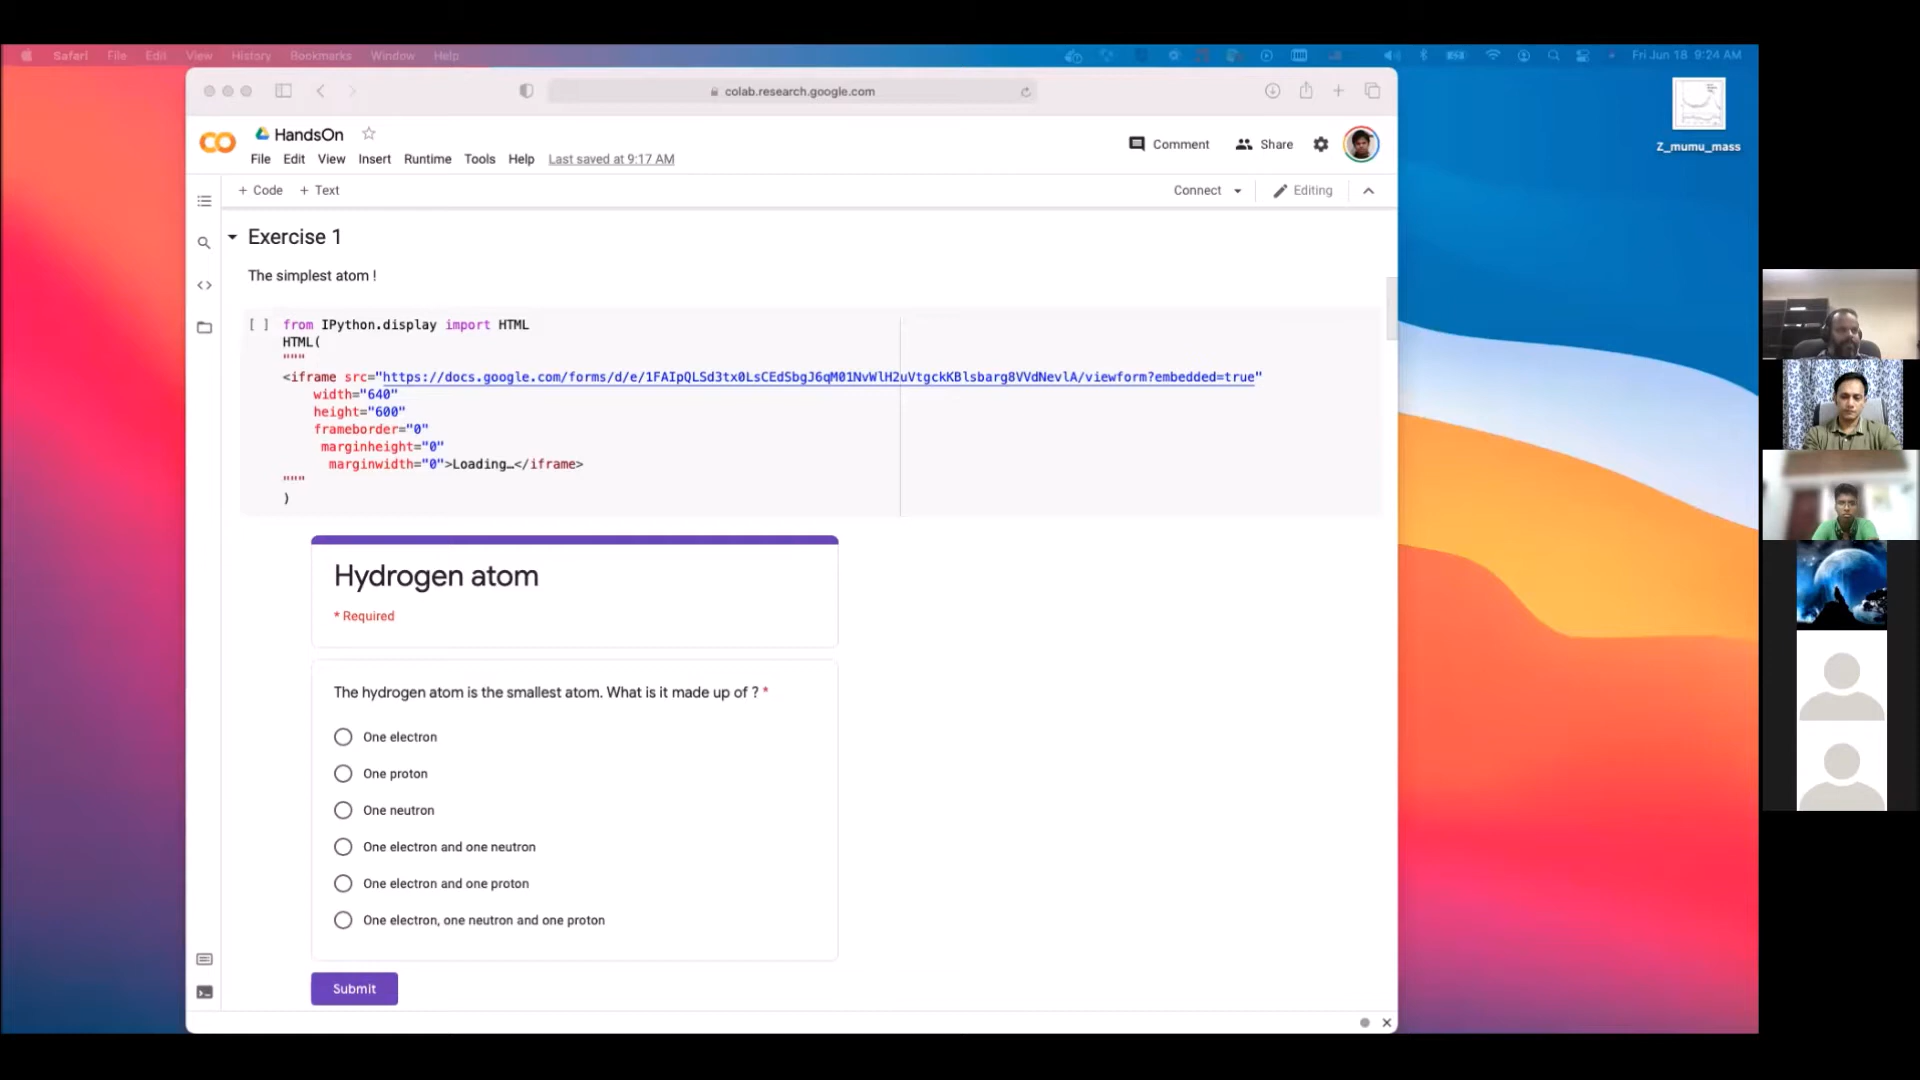 Safari File Edit View History Bookmarks Window Help Fri Jun 18 9:24 AM
colab.research.google.com
HandsOn
File Edit View Insert Runtime Tools Help Last saved at 9:17 AM
Comment Share
+ Code + Text
Connect Editing
Z_mumu_mass
Exercise 1
The simplest atom !
[ ] from IPython.display import HTML
HTML(
"""
<iframe src="https://docs.google.com/forms/d/e/1FAIpQLSd3tx0LsCEdSbgJ6qM01NvWlH2uVtgckKBlsbarg8VVdNevlA/viewform?embedded=true"
width="640"
height="600"
frameborder="0"
marginheight="0"
marginwidth="0">Loading…</iframe>
"""
)
Hydrogen atom
* Required
The hydrogen atom is the smallest atom. What is it made up of ? *
One electron
One proton
One neutron
One electron and one neutron
One electron and one proton
One electron, one neutron and one proton
Submit